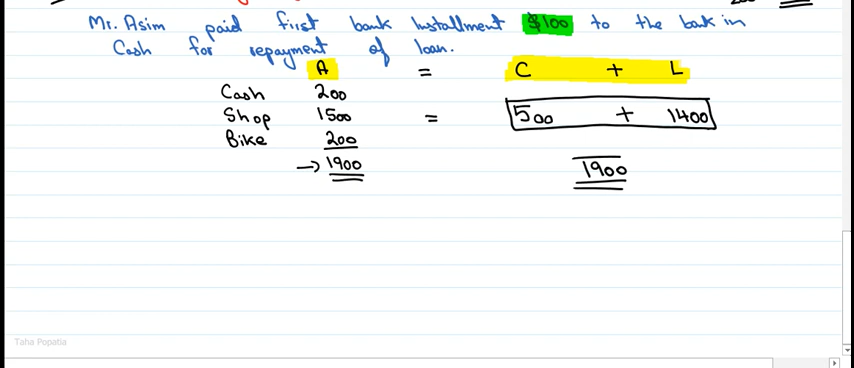 Mr. Asim paid first bank Installment $100 to the bank in
Cash for repayment of loan.
A = C + L
Cash 200
Shop 1500 = 500 + 1400
Bike 200
→ 1900 1900
Taha Popatia